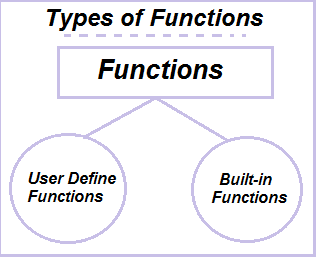 Types of Functions
Functions
User Define
Functions
Built-in
Functions